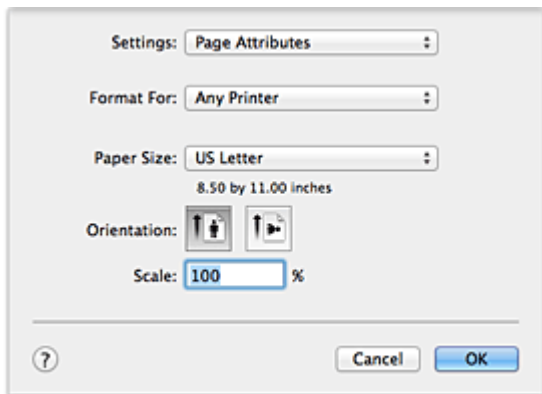 Settings: Page Attributes
Format For: Any Printer
Paper Size: US Letter
8.50 by 11.00 inches
Orientation:
Scale: 100 %
? Cancel OK